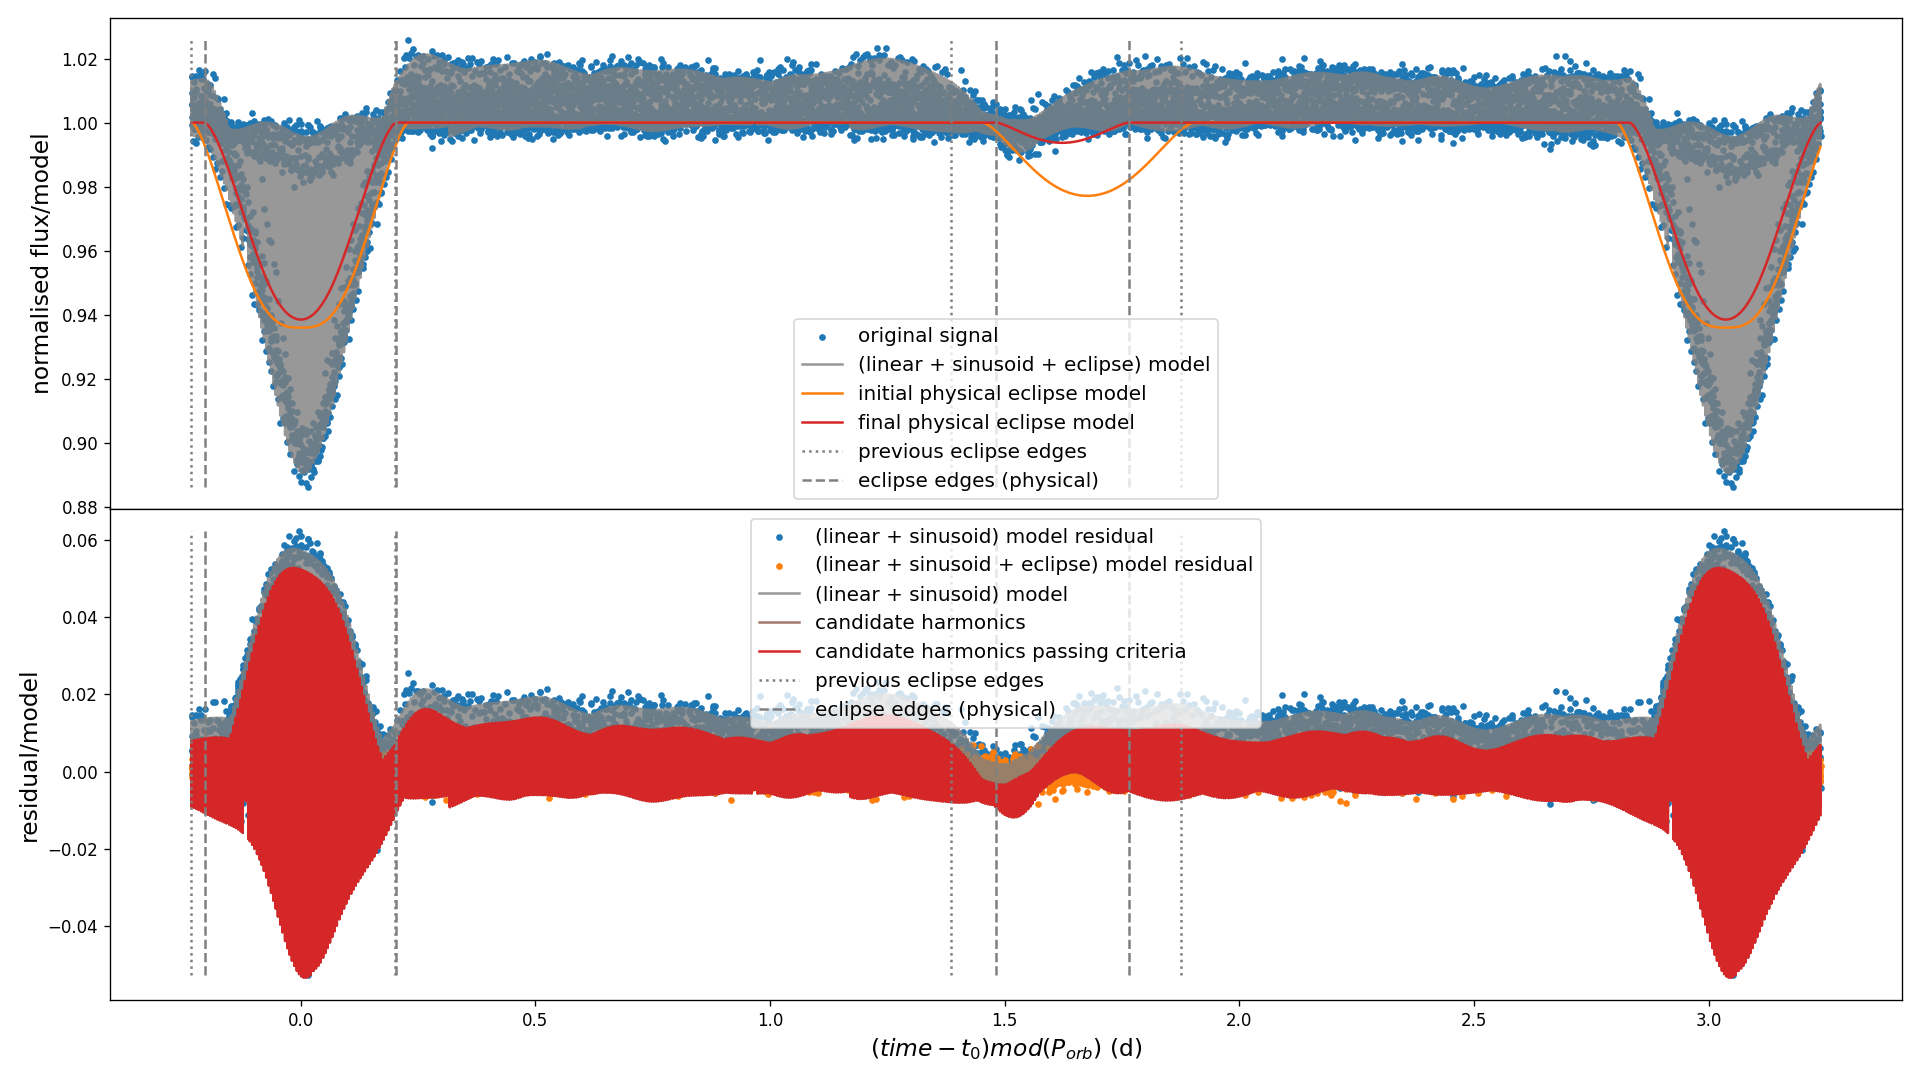 normalised flux/model
1.02
1.00
0.98
0.96
0.94
0.92
0.90
0.88
original signal
(linear + sinusoid + eclipse) model
initial physical eclipse model
final physical eclipse model
previous eclipse edges
eclipse edges (physical)
residual/model
0.06
0.04
0.02
0.00
−0.02
−0.04
(linear + sinusoid) model residual
(linear + sinusoid + eclipse) model residual
(linear + sinusoid) model
candidate harmonics
candidate harmonics passing criteria
previous eclipse edges
eclipse edges (physical)
0.0 0.5 1.0 1.5 2.0 2.5 3.0
(time − t₀)mod(P_orb) (d)